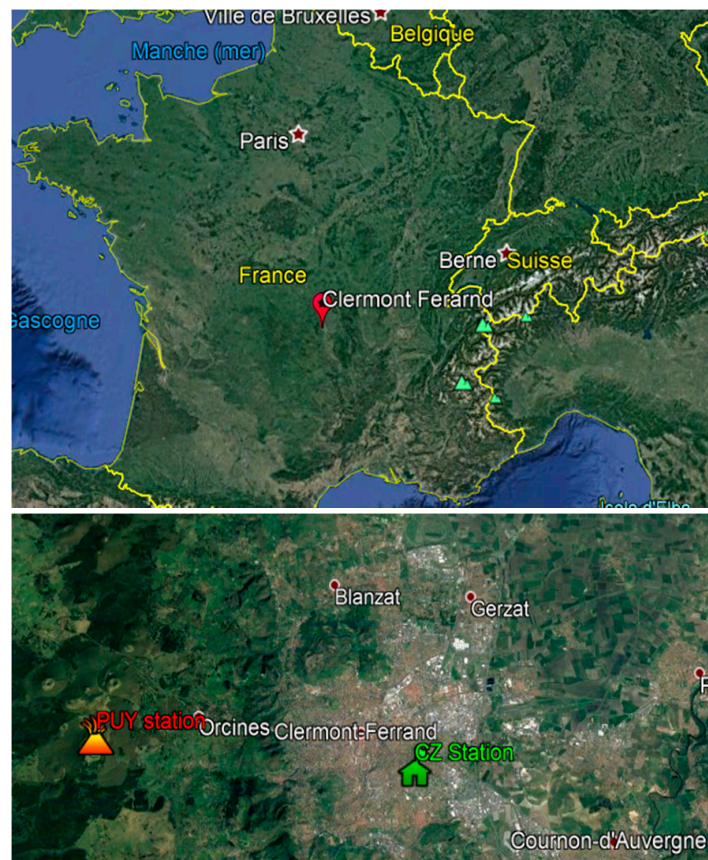 Ville de Bruxelles
Belgique
Manche (mer)
Paris
Berne
Suisse
France
Clermont Ferarnd
Gascogne
Blanzat
Gerzat
PUY station
Orcines
Clermont-Ferrand
CZ Station
Cournon-d'Auvergne